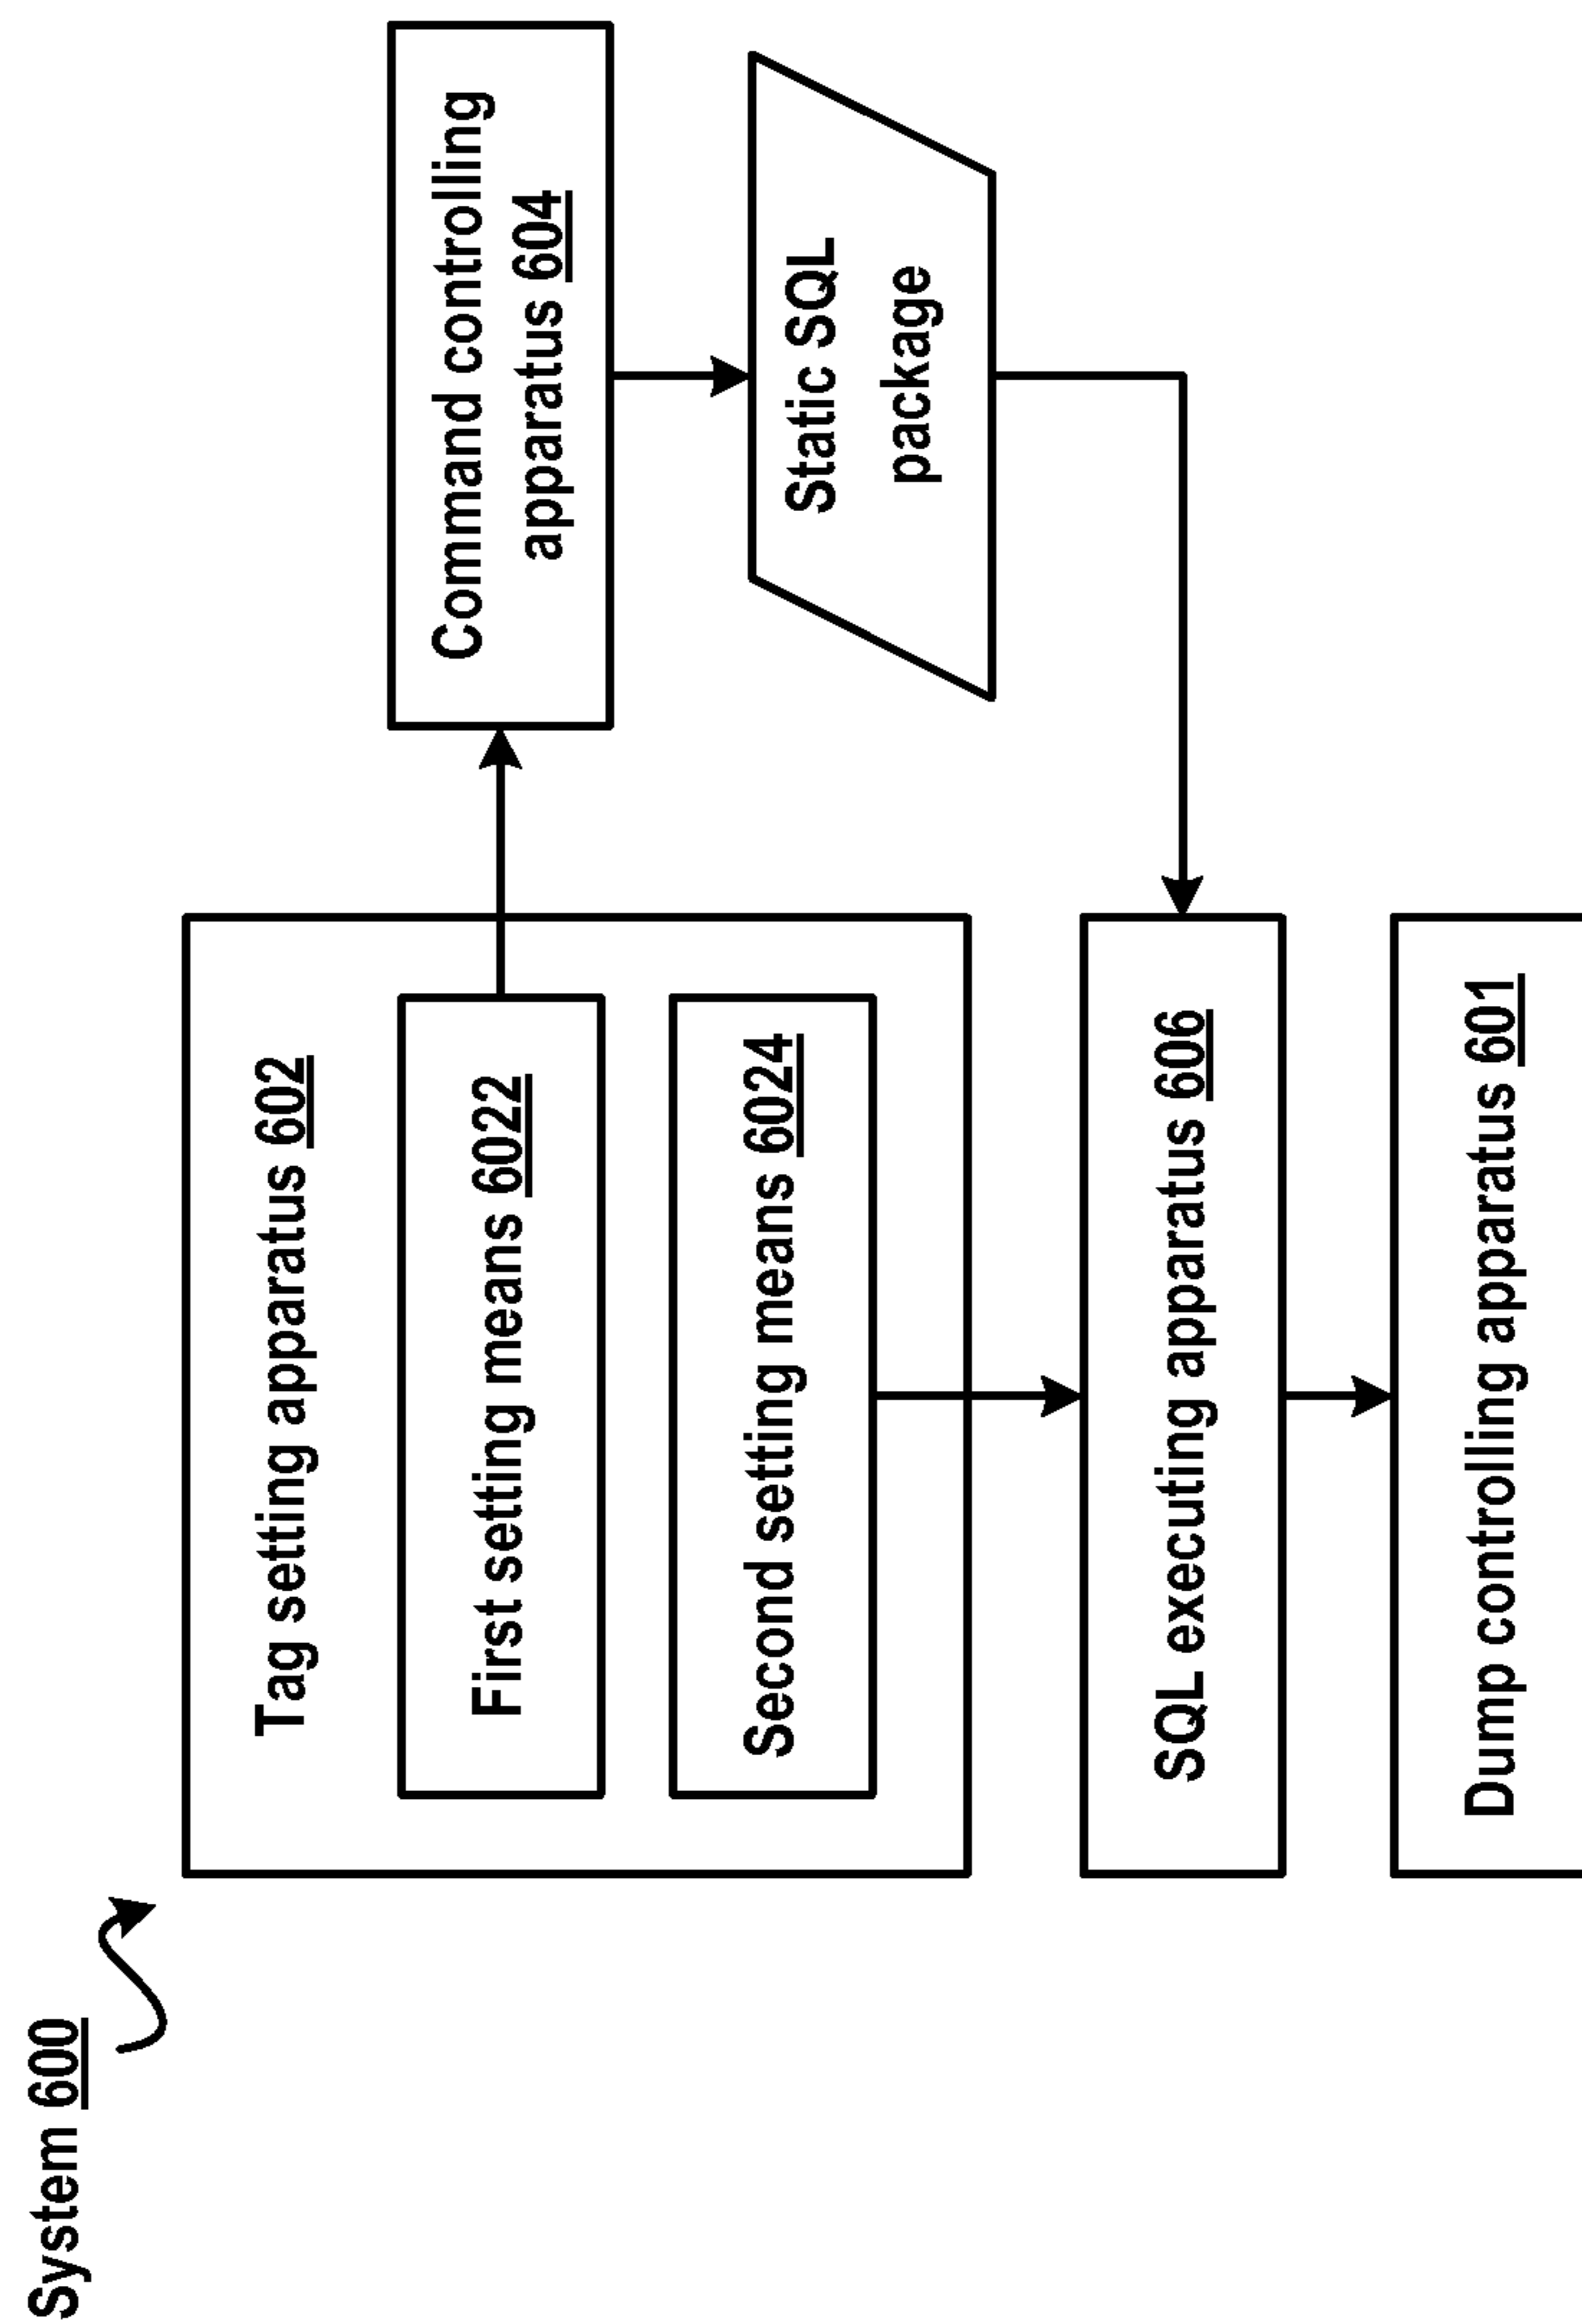 System 600
Tag setting apparatus 602
First setting means 6022
Second setting means 6024
Command controlling
apparatus 604
Static SQL
package
SQL executing apparatus 606
Dump controlling apparatus 601